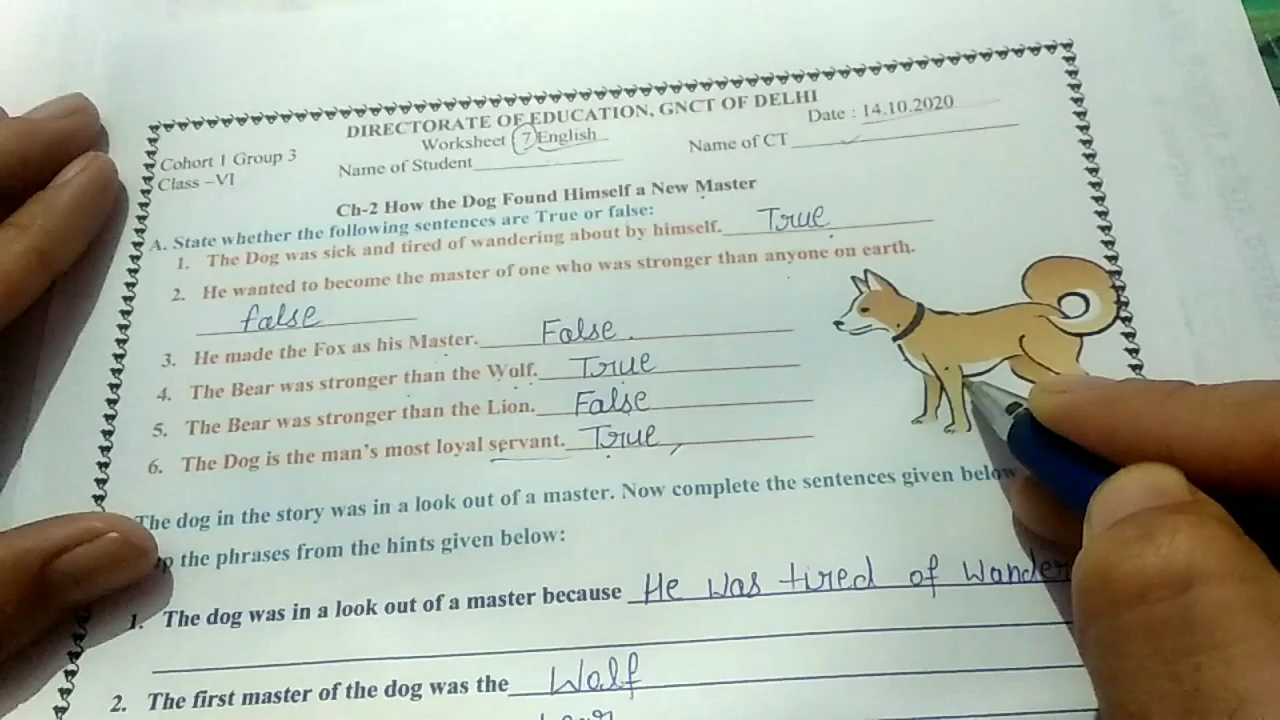 DIRECTORATE OF EDUCATION, GNCT OF DELHI
Worksheet 7 English
Date : 14.10.2020
Cohort 1 Group 3
Name of Student
Name of CT
Class –VI
Ch-2 How the Dog Found Himself a New Master
A. State whether the following sentences are True or false:
1. The Dog was sick and tired of wandering about by himself. True
2. He wanted to become the master of one who was stronger than anyone on earth.
false
3. He made the Fox as his Master. False
4. The Bear was stronger than the Wolf. True
5. The Bear was stronger than the Lion. False
6. The Dog is the man's most loyal servant. True
The dog in the story was in a look out of a master. Now complete the sentences given below
the phrases from the hints given below:
1. The dog was in a look out of a master because He was tired of wander
2. The first master of the dog was the Wolf